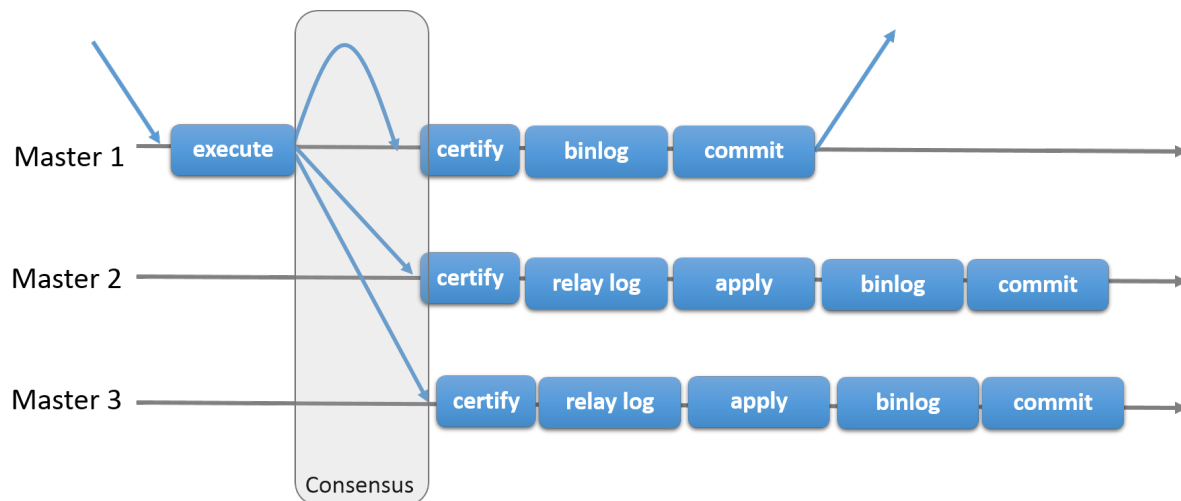 Master 1
execute
certify
binlog
commit
Master 2
certify
relay log
apply
binlog
commit
Master 3
certify
relay log
apply
binlog
commit
Consensus